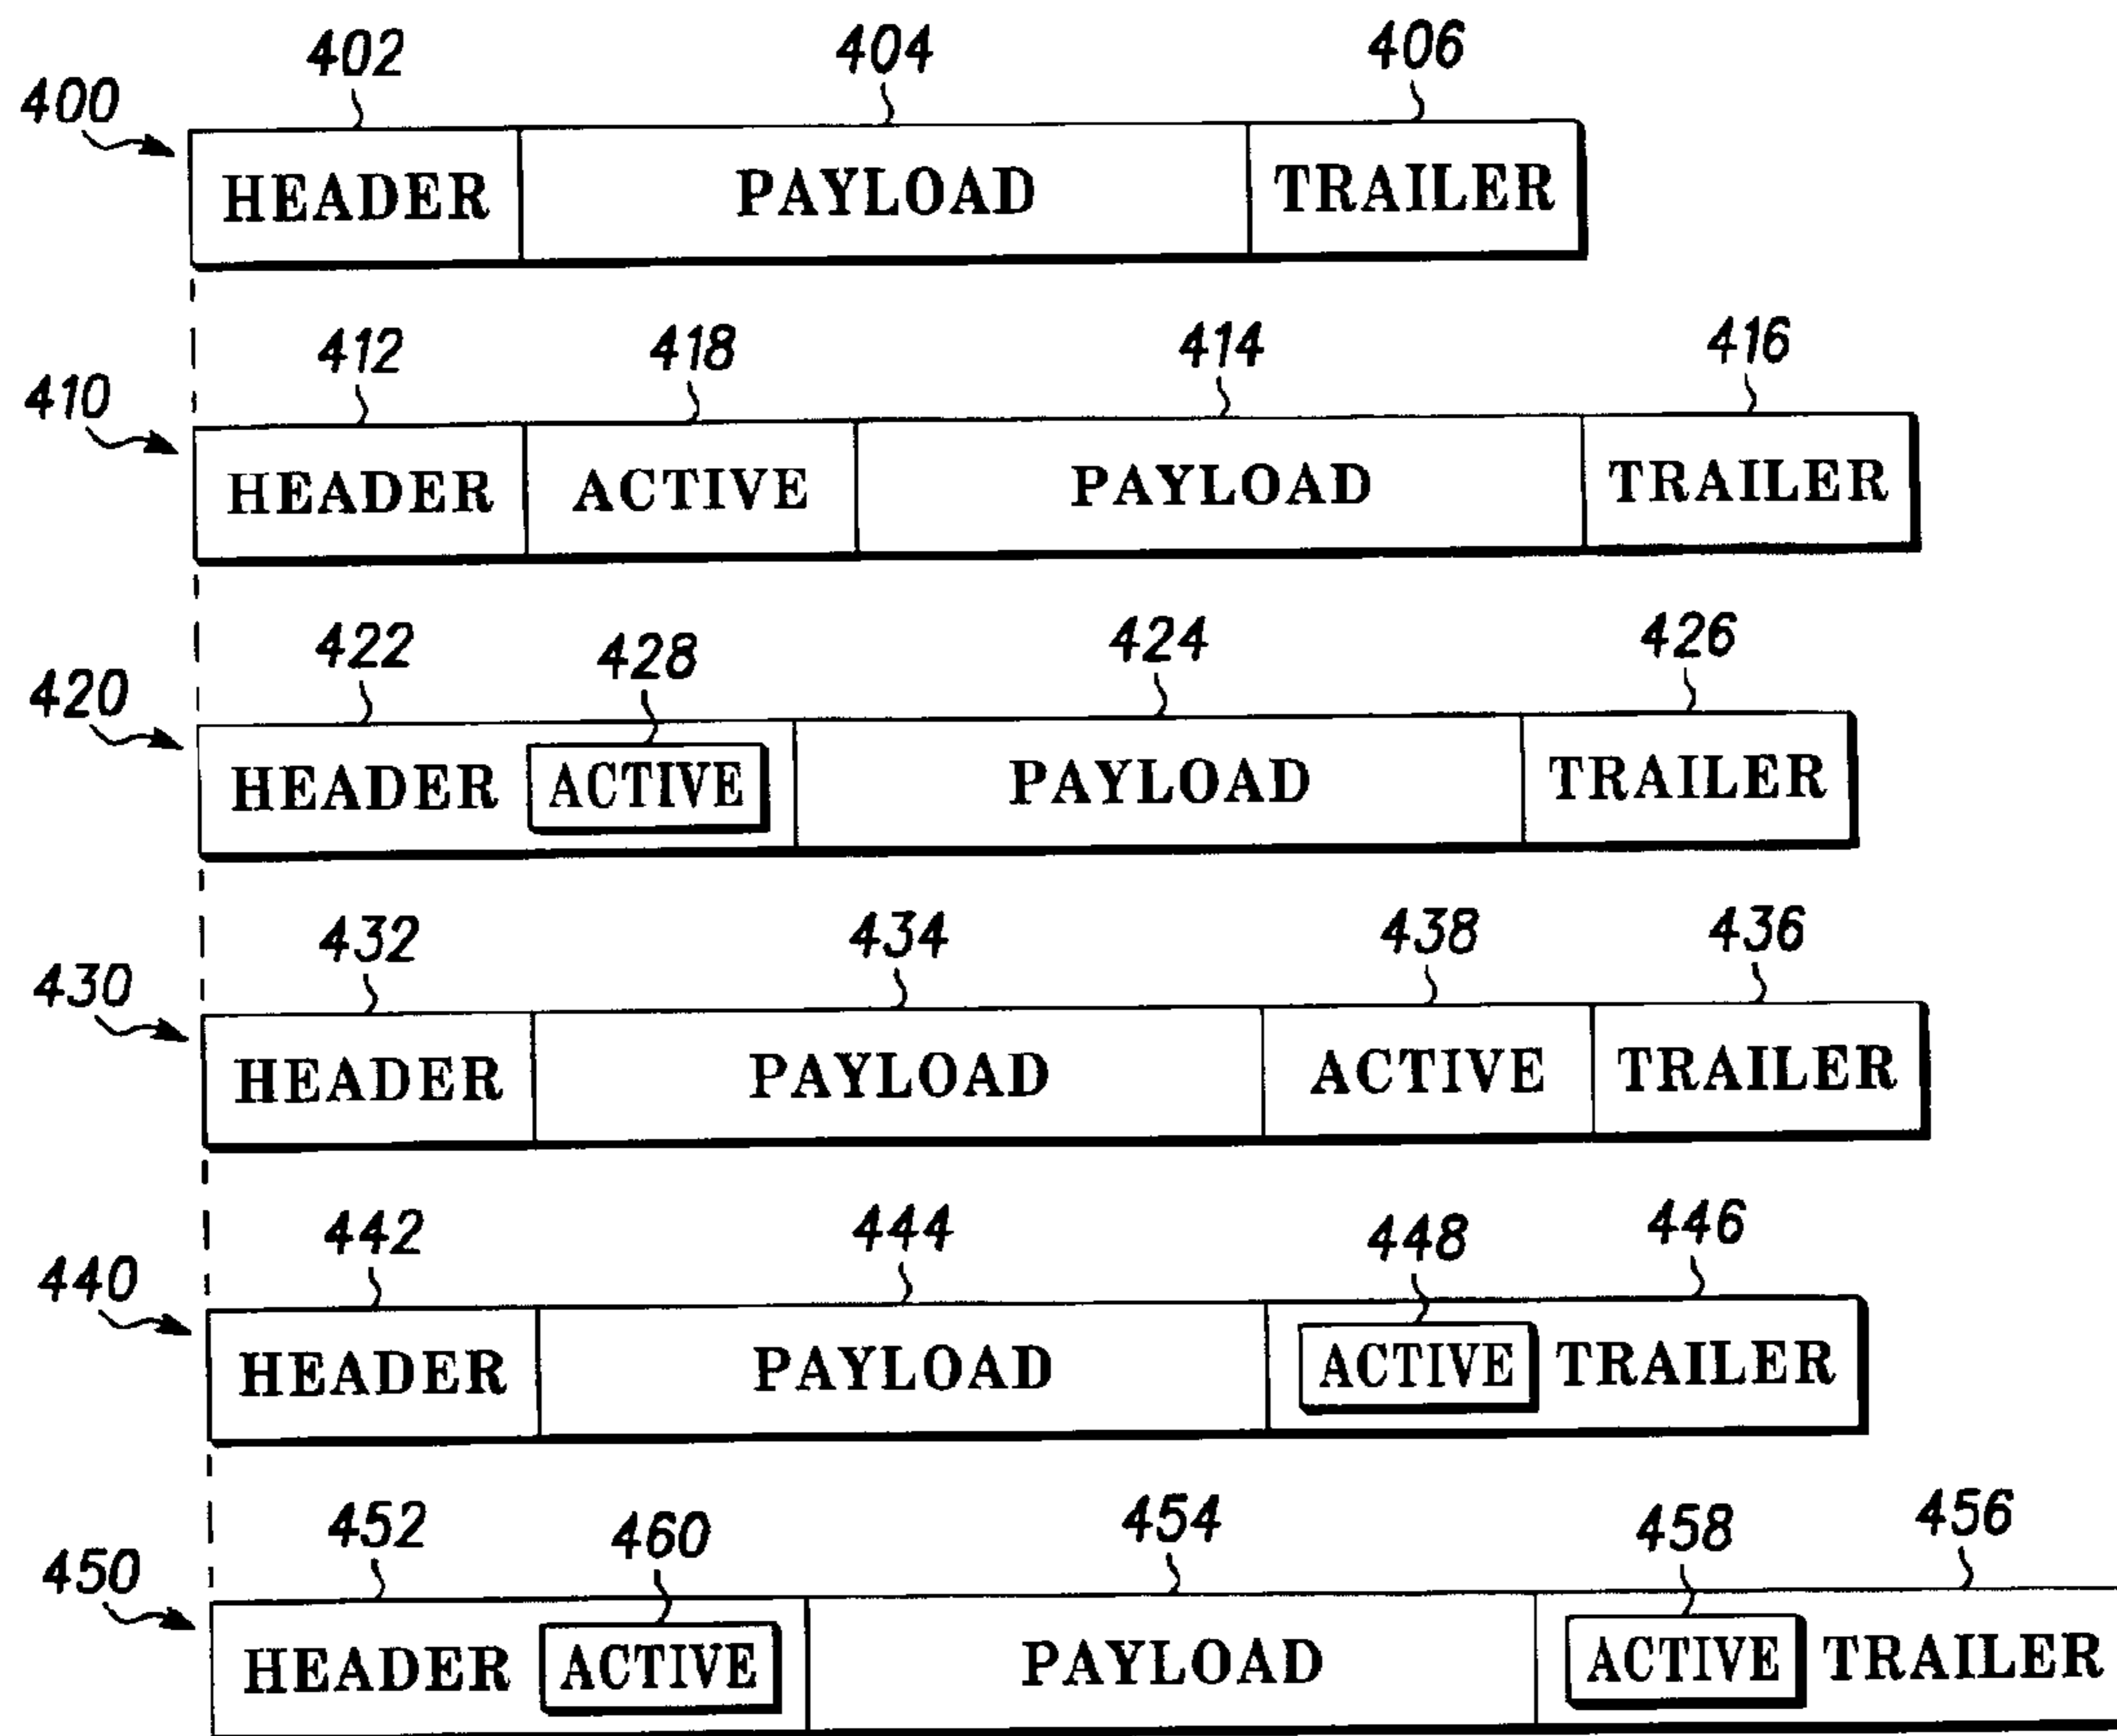 402 404 406
400
HEADER PAYLOAD TRAILER
412 418 414 416
410
HEADER ACTIVE PAYLOAD TRAILER
422 428 424 426
420
HEADER ACTIVE PAYLOAD TRAILER
432 434 438 436
430
HEADER PAYLOAD ACTIVE TRAILER
442 444 448 446
440
HEADER PAYLOAD ACTIVE TRAILER
452 460 454 458 456
450
HEADER ACTIVE PAYLOAD ACTIVE TRAILER